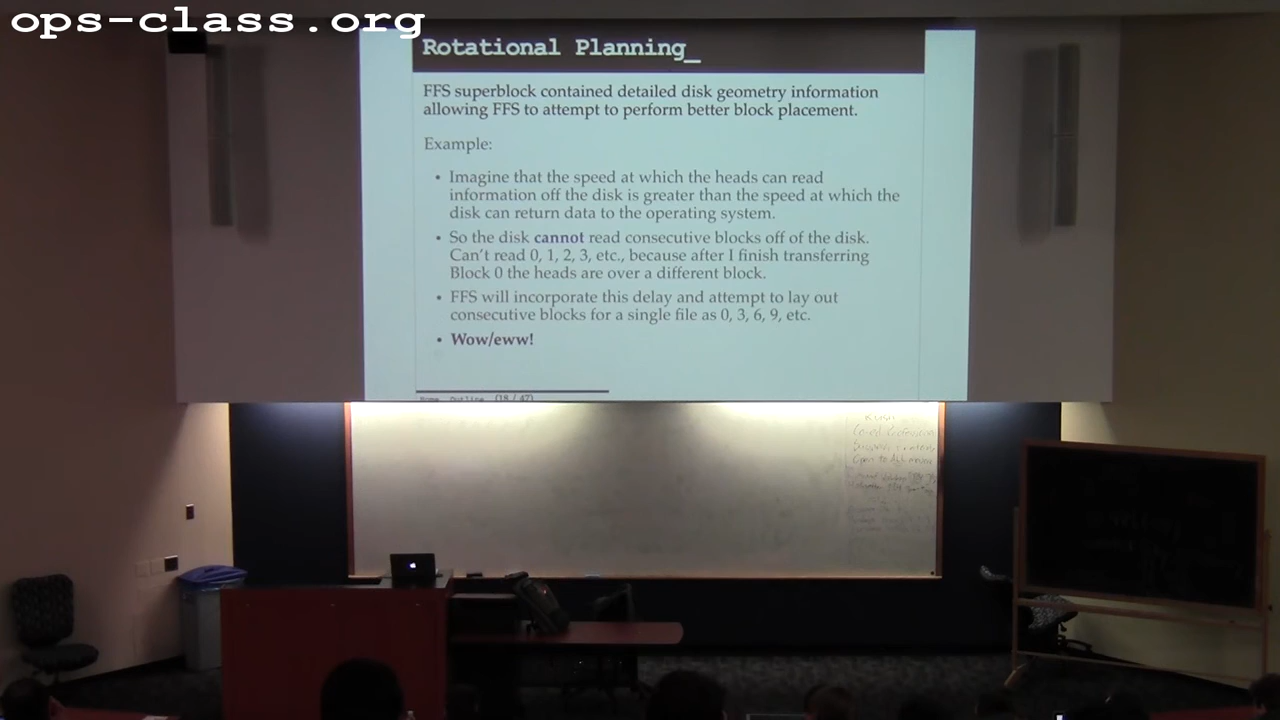 ops-class.org
Rotational Planning_
FFS superblock contained detailed disk geometry information
allowing FFS to attempt to perform better block placement.
Example:
• Imagine that the speed at which the heads can read
information off the disk is greater than the speed at which the
disk can return data to the operating system.
• So the disk cannot read consecutive blocks off of the disk.
Can't read 0, 1, 2, 3, etc., because after I finish transferring
Block 0 the heads are over a different block.
• FFS will incorporate this delay and attempt to lay out
consecutive blocks for a single file as 0, 3, 6, 9, etc.
• Wow/eww!
Home Outline (18 / 47)